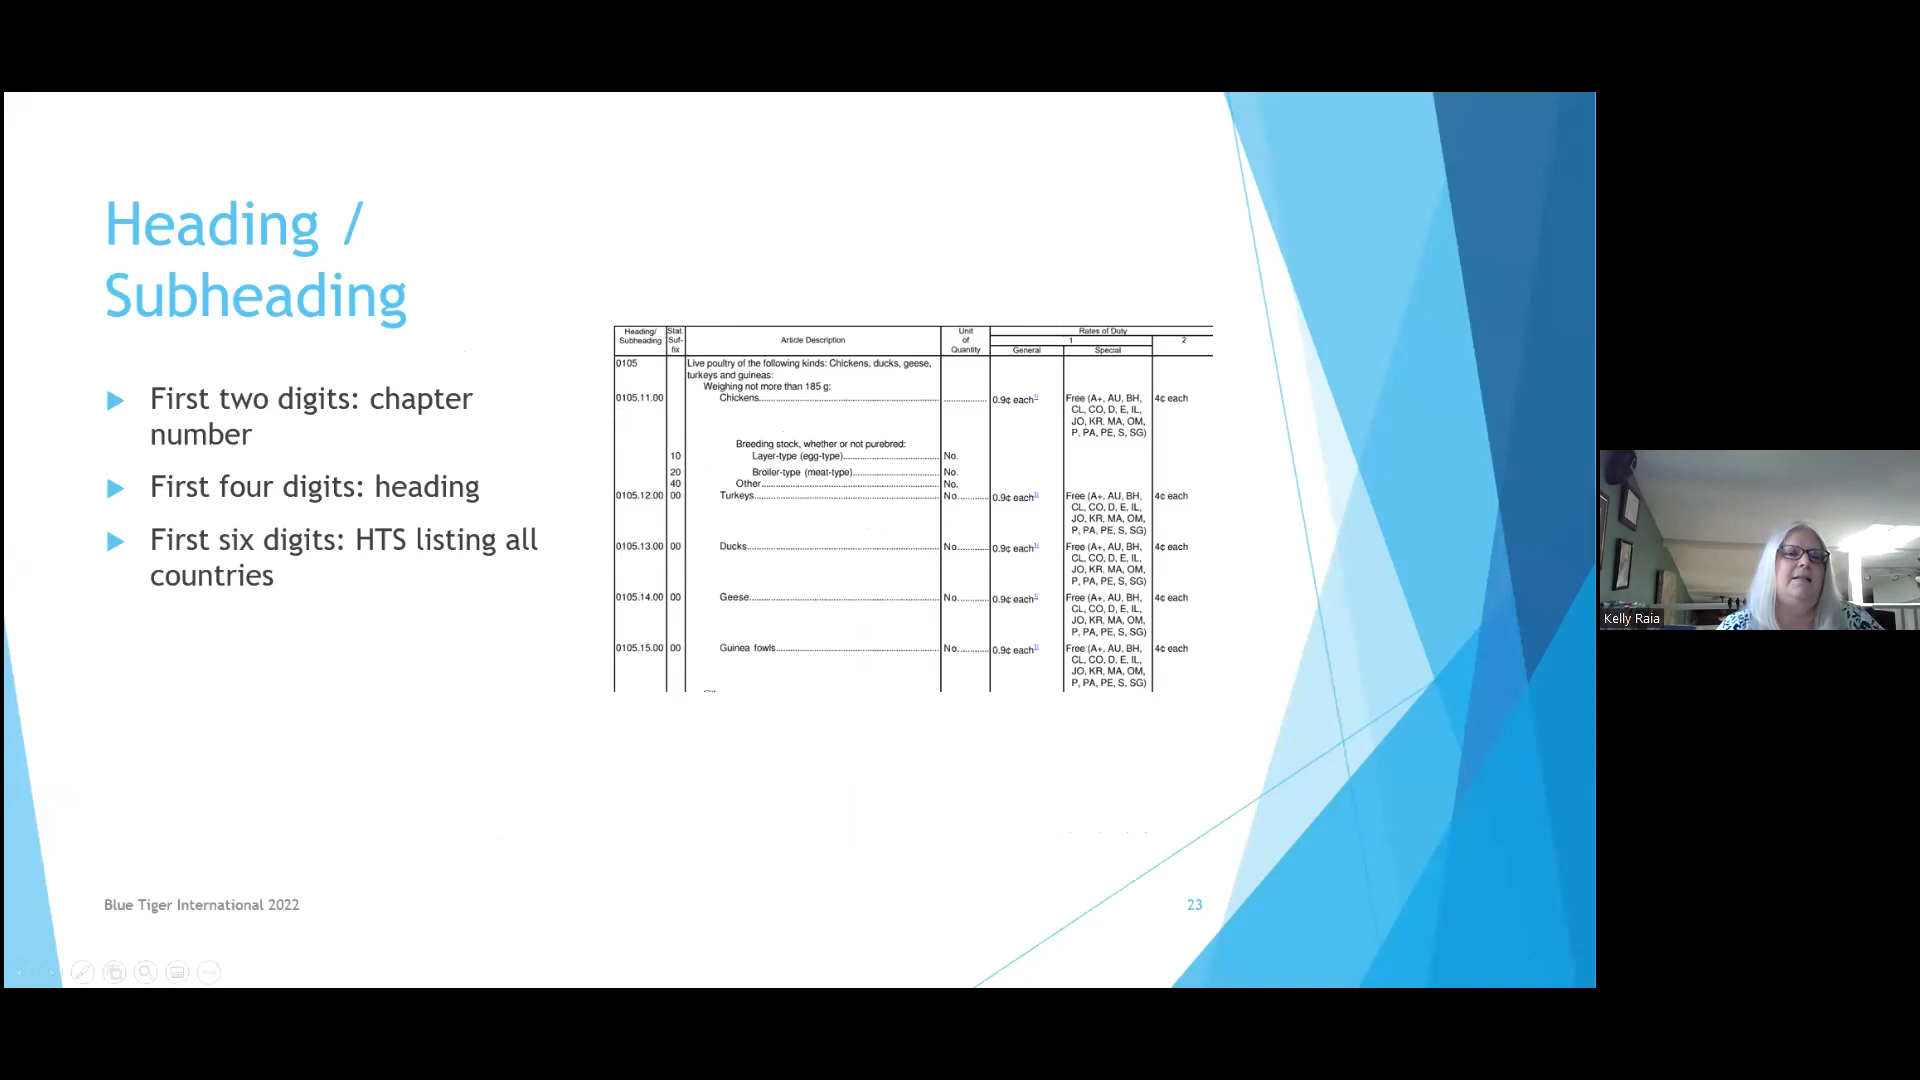 Heading /
Subheading
First two digits: chapter
number
First four digits: heading
First six digits: HTS listing all
countries
Heading/ Stat. Article Description Unit Rates of Duty
Subheading Suf- of 1 2
fix Quantity General Special
0105 Live poultry of the following kinds: Chickens, ducks, geese,
turkeys and guineas:
Weighing not more than 185 g:
0105.11.00 Chickens 0.9¢ each 1/ Free (A+, AU, BH, 4¢ each
CL, CO, D, E, IL,
JO, KR, MA, OM,
P, PA, PE, S, SG)
Breeding stock, whether or not purebred:
10 Layer-type (egg-type) No.
20 Broiler-type (meat-type) No.
40 Other No.
0105.12.00 00 Turkeys No. 0.9¢ each 1/ Free (A+, AU, BH, 4¢ each
CL, CO, D, E, IL,
JO, KR, MA, OM,
P, PA, PE, S, SG)
0105.13.00 00 Ducks No. 0.9¢ each 1/ Free (A+, AU, BH, 4¢ each
CL, CO, D, E, IL,
JO, KR, MA, OM,
P, PA, PE, S, SG)
0105.14.00 00 Geese No. 0.9¢ each 1/ Free (A+, AU, BH, 4¢ each
CL, CO, D, E, IL,
JO, KR, MA, OM,
P, PA, PE, S, SG)
0105.15.00 00 Guinea fowls No. 0.9¢ each 1/ Free (A+, AU, BH, 4¢ each
CL, CO, D, E, IL,
JO, KR, MA, OM,
P, PA, PE, S, SG)
Blue Tiger International 2022
23
Kelly Raia